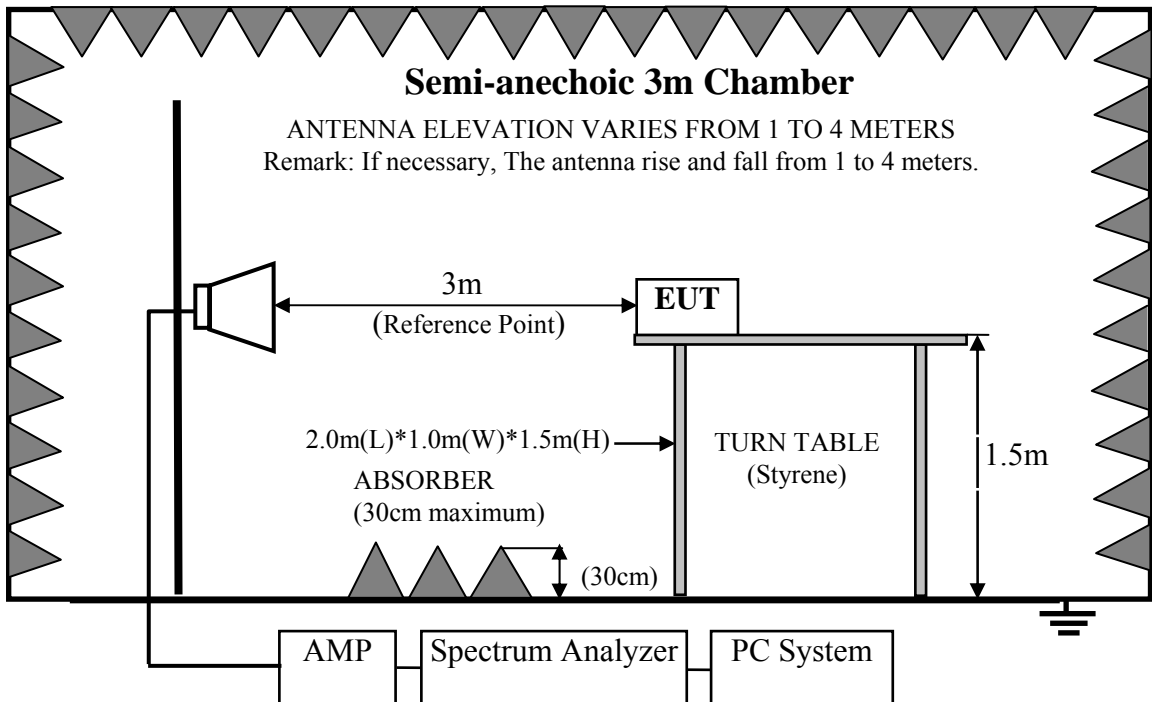 Semi-anechoic 3m Chamber
ANTENNA ELEVATION VARIES FROM 1 TO 4 METERS
Remark: If necessary, The antenna rise and fall from 1 to 4 meters.
3m
(Reference Point)
EUT
2.0m(L)*1.0m(W)*1.5m(H)
TURN TABLE
(Styrene)
1.5m
ABSORBER
(30cm maximum)
(30cm)
AMP
Spectrum Analyzer
PC System